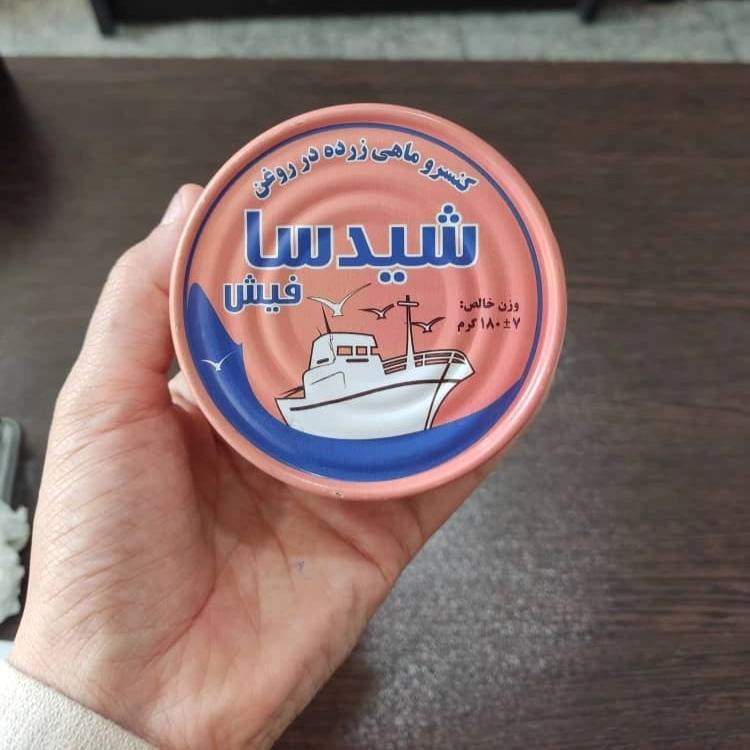 کنسرو ماهی زرده در روغن
شیدسا
فیش
وزن خالص:
۱۸۰±۷ گرم